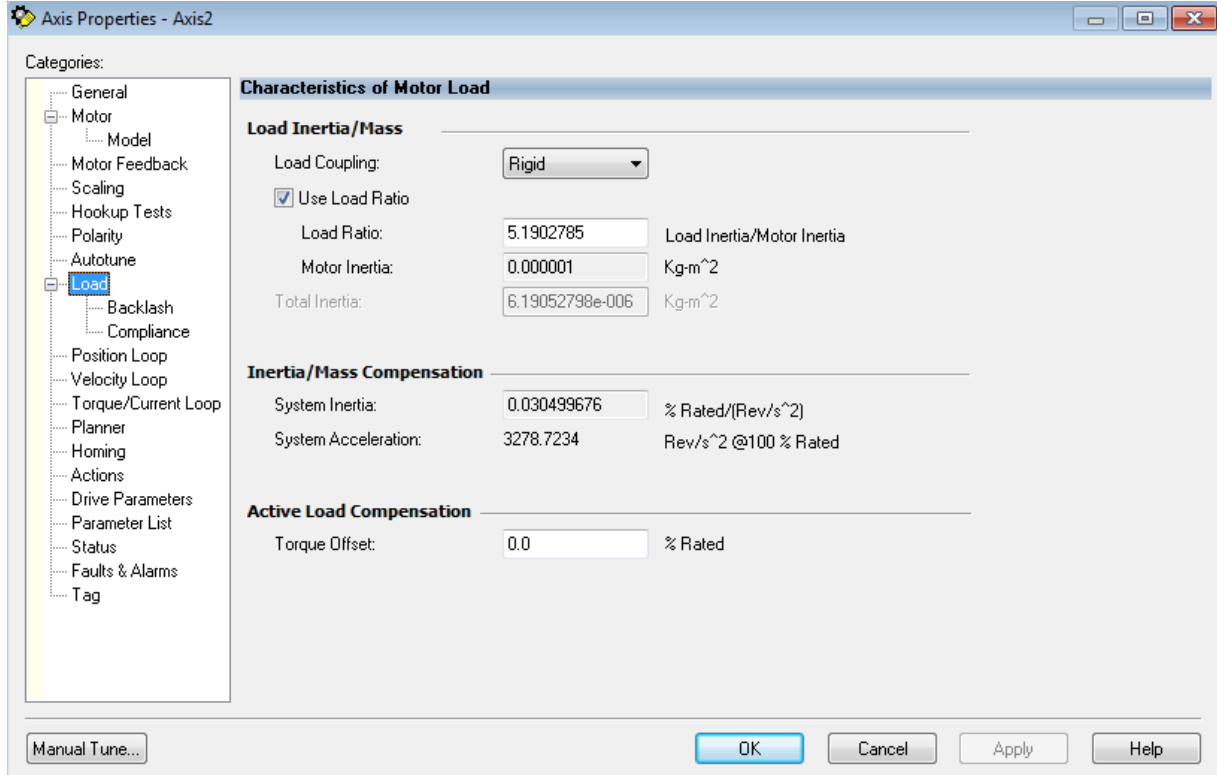 Axis Properties - Axis2
Categories:
General
Motor
Model
Motor Feedback
Scaling
Hookup Tests
Polarity
Autotune
Load
Backlash
Compliance
Position Loop
Velocity Loop
Torque/Current Loop
Planner
Homing
Actions
Drive Parameters
Parameter List
Status
Faults & Alarms
Tag
Characteristics of Motor Load
Load Inertia/Mass
Load Coupling: Rigid
Use Load Ratio
Load Ratio: 5.1902785 Load Inertia/Motor Inertia
Motor Inertia: 0.000001 Kg-m^2
Total Inertia: 6.19052798e-006 Kg-m^2
Inertia/Mass Compensation
System Inertia: 0.030499676 % Rated/(Rev/s^2)
System Acceleration: 3278.7234 Rev/s^2 @100 % Rated
Active Load Compensation
Torque Offset: 0.0 % Rated
Manual Tune... OK Cancel Apply Help